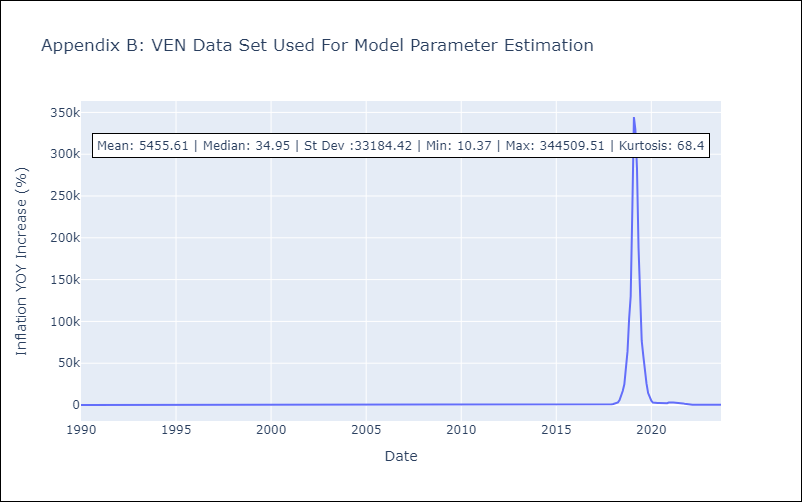 Appendix B: VEN Data Set Used For Model Parameter Estimation
350k
Mean: 5455.61 | Median: 34.95 | St Dev :33184.42 | Min: 10.37 | Max: 344509.51 | Kurtosis: 68.4
300k
250k
200k
150k
100k
50k
0
Inflation YOY Increase (%)
1990 1995 2000 2005 2010 2015 2020
Date